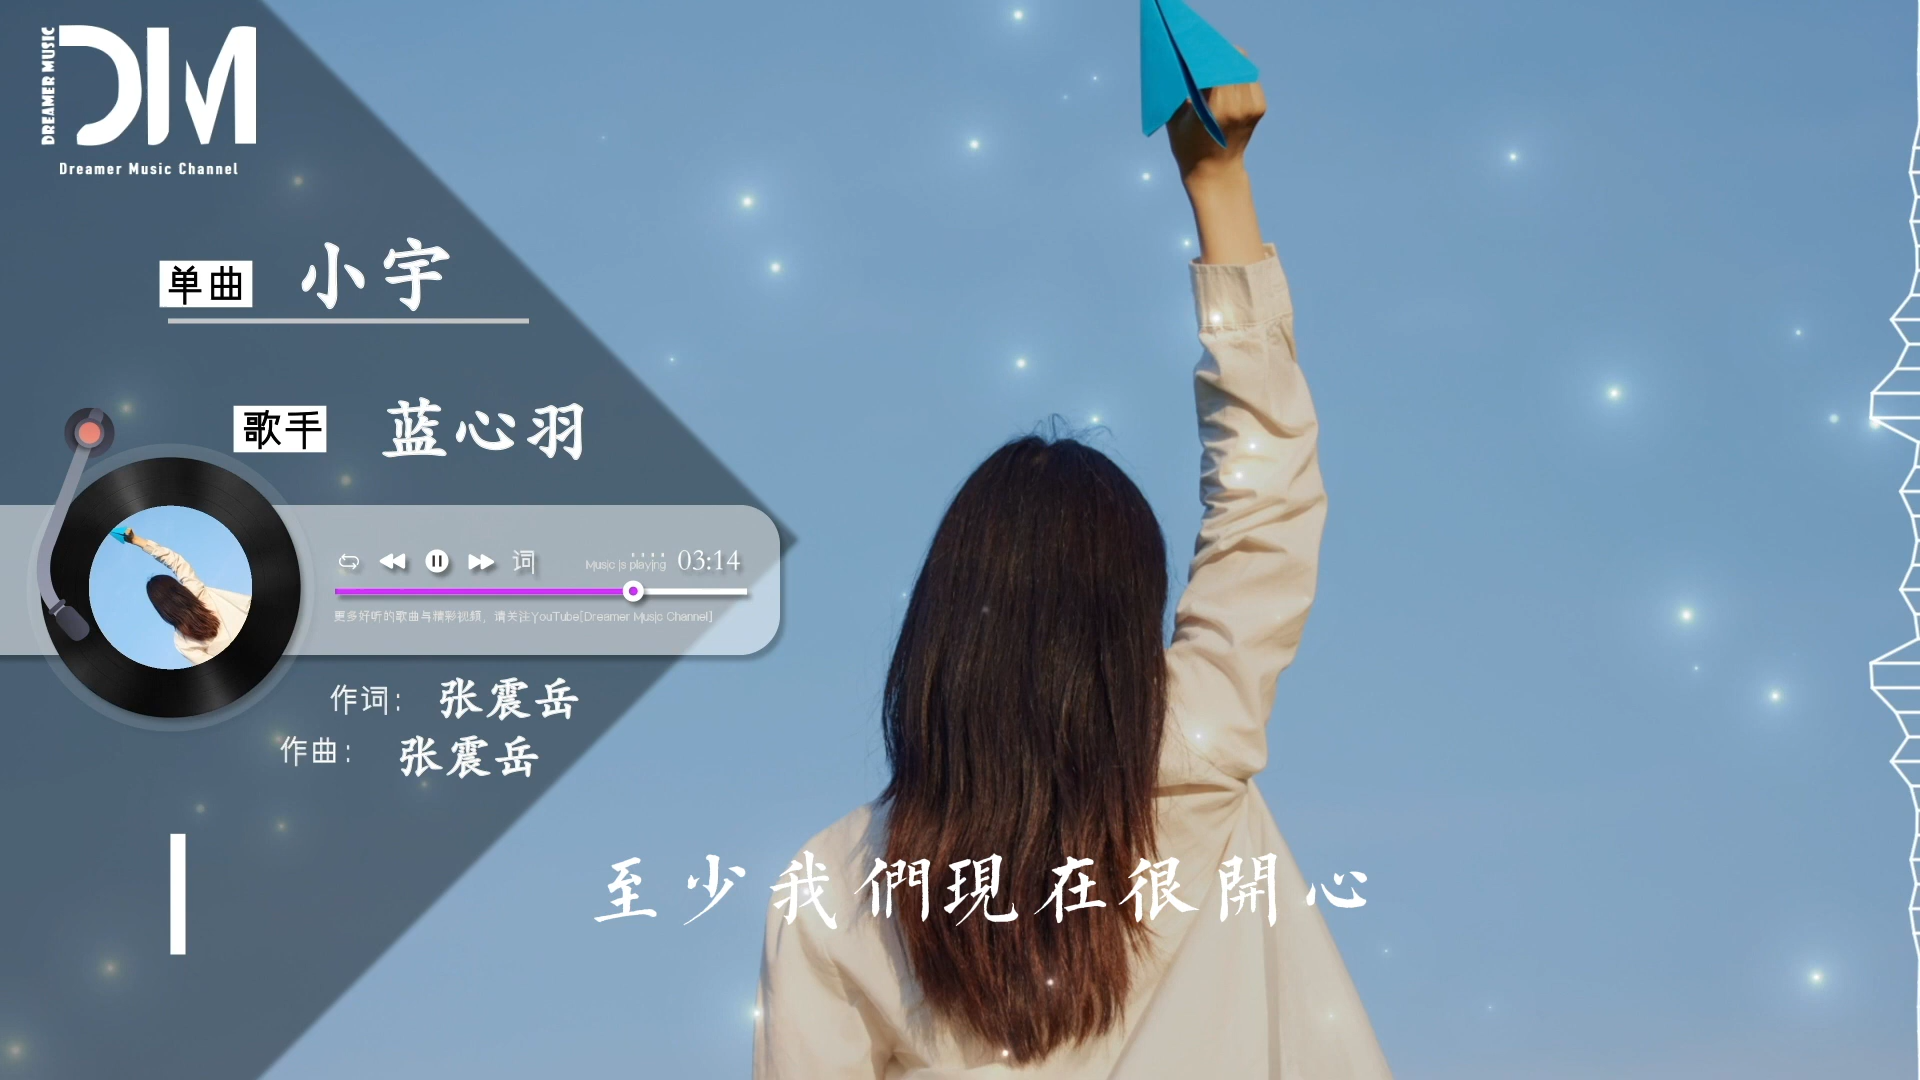 DREAMER MUSIC
DM
Dreamer Music Channel
单曲 小宇
歌手 蓝心羽
词 Music is playing 03:14
更多好听的歌曲与精彩视频，请关注YouTube[Dreamer Music Channel]
作词： 张震岳
作曲： 张震岳
至少我們現在很開心